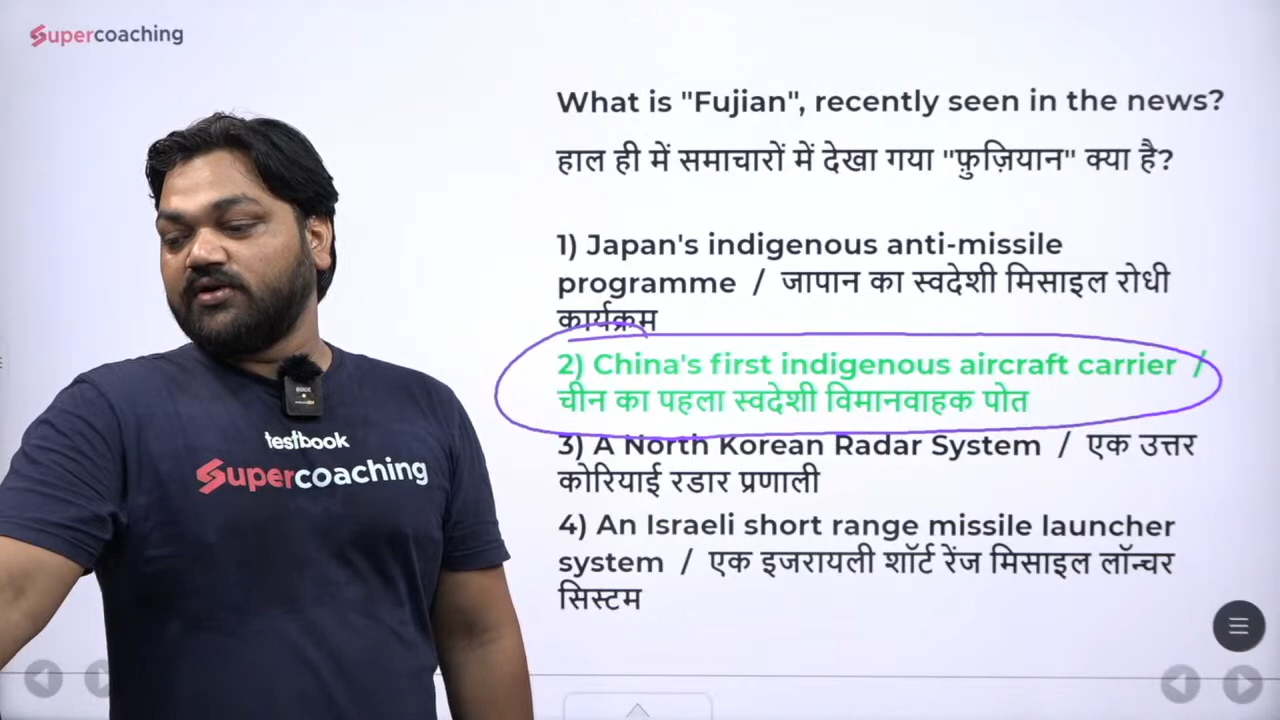 Supercoaching
What is "Fujian", recently seen in the news?
हाल ही में समाचारों में देखा गया "फ़ुज़ियान" क्या है?
1) Japan's indigenous anti-missile
programme / जापान का स्वदेशी मिसाइल रोधी
कार्यक्रम
2) China's first indigenous aircraft carrier /
चीन का पहला स्वदेशी विमानवाहक पोत
3) A North Korean Radar System / एक उत्तर
कोरियाई रडार प्रणाली
4) An Israeli short range missile launcher
system / एक इजरायली शॉर्ट रेंज मिसाइल लॉन्चर
सिस्टम
testbook
Supercoaching